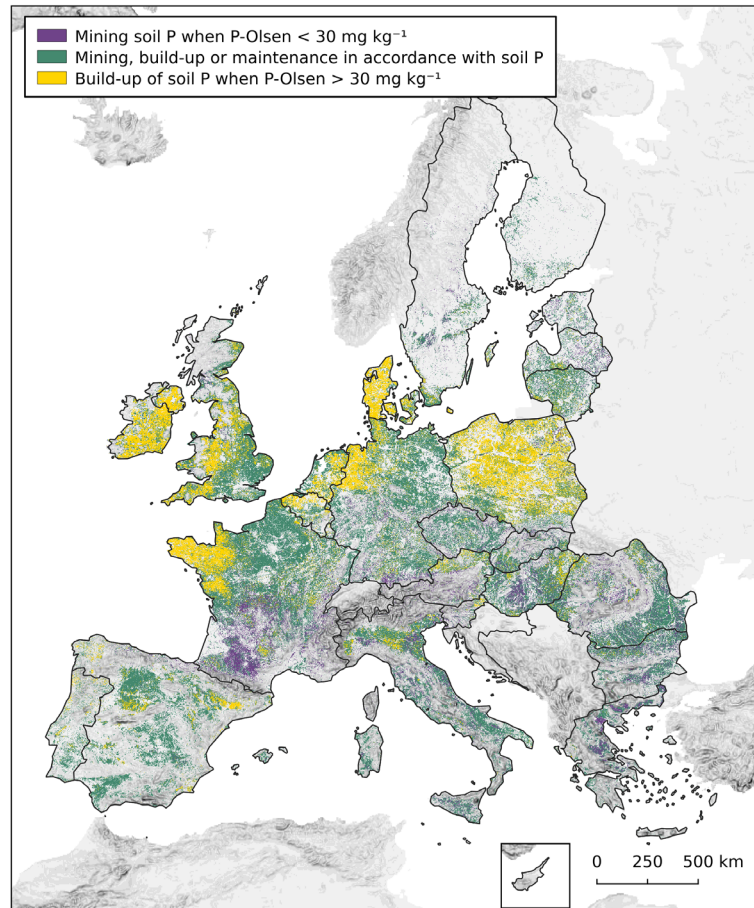 Mining soil P when P-Olsen < 30 mg kg⁻¹
Mining, build-up or maintenance in accordance with soil P
Build-up of soil P when P-Olsen > 30 mg kg⁻¹
0 250 500 km